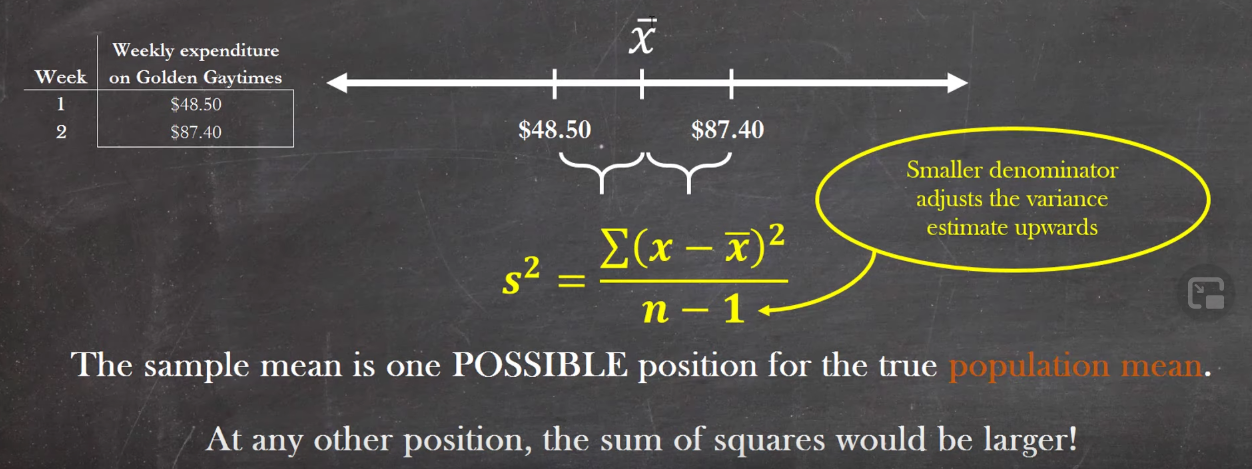 x̄
Weekly expenditure
Week on Golden Gaytimes
1 $48.50
2 $87.40
$48.50 $87.40
Smaller denominator
adjusts the variance
estimate upwards
s² = ∑(x − x̄)² / n − 1
The sample mean is one POSSIBLE position for the true population mean.
At any other position, the sum of squares would be larger!